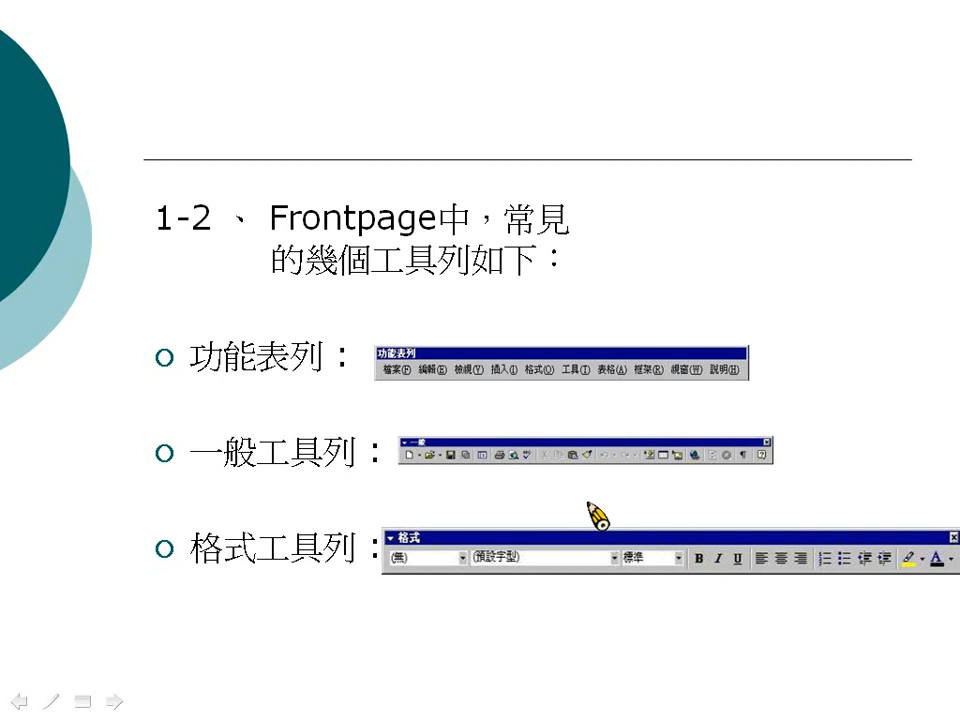 1-2 、 Frontpage中，常見
的幾個工具列如下：
o 功能表列：
功能表列
檔案(F) 編輯(E) 檢視(V) 插入(I) 格式(O) 工具(T) 表格(A) 框架(R) 視窗(W) 說明(H)
o 一般工具列：
一般
o 格式工具列：
格式
(無) (預設字型) 標準 B I U A